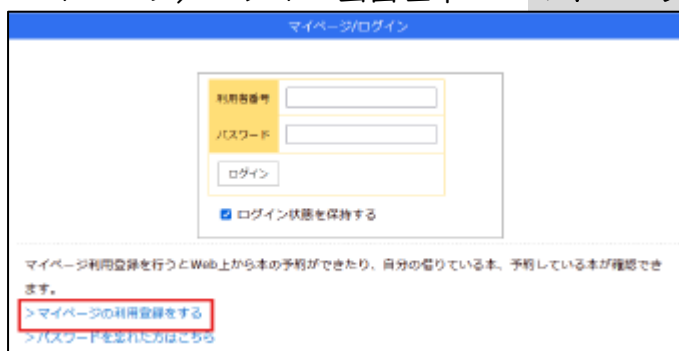 マイページ/ログイン
利用者番号
パスワード
ログイン
ログイン状態を保持する
マイページ利用登録を行うとWeb上から本の予約ができたり、自分の借りている本、予約している本が確認でき
ます。
>マイページの利用登録をする
>パスワードを忘れた方はこちら